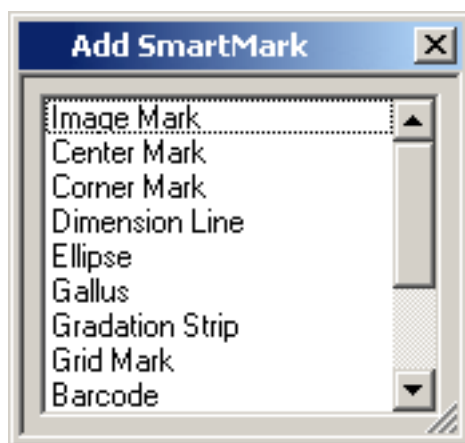 Add SmartMark
Image Mark
Center Mark
Corner Mark
Dimension Line
Ellipse
Gallus
Gradation Strip
Grid Mark
Barcode